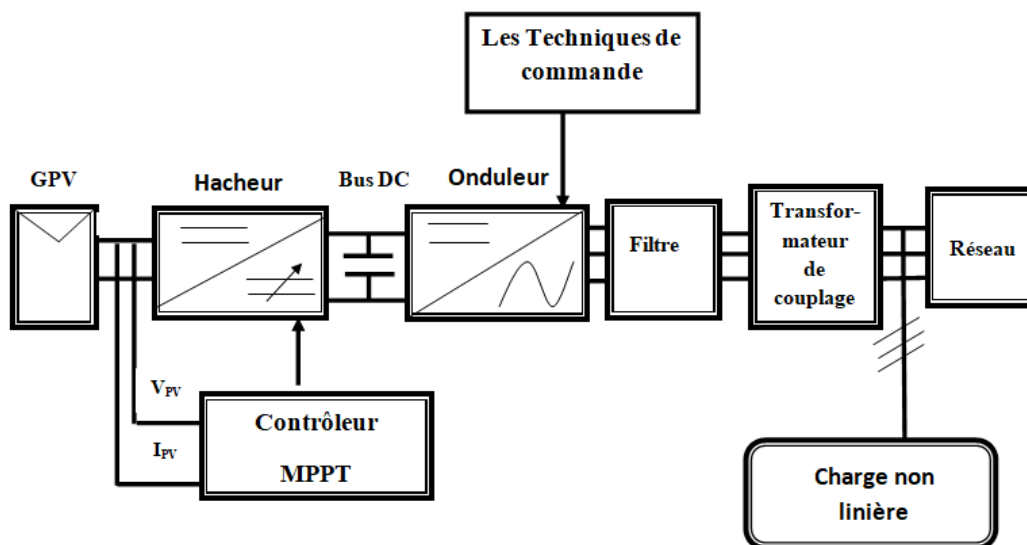 Les Techniques de
commande
GPV
Hacheur
Bus DC
Onduleur
Filtre
Transfor-
mateur
de
couplage
Réseau
VPV
IPV
Contrôleur
MPPT
Charge non
linière